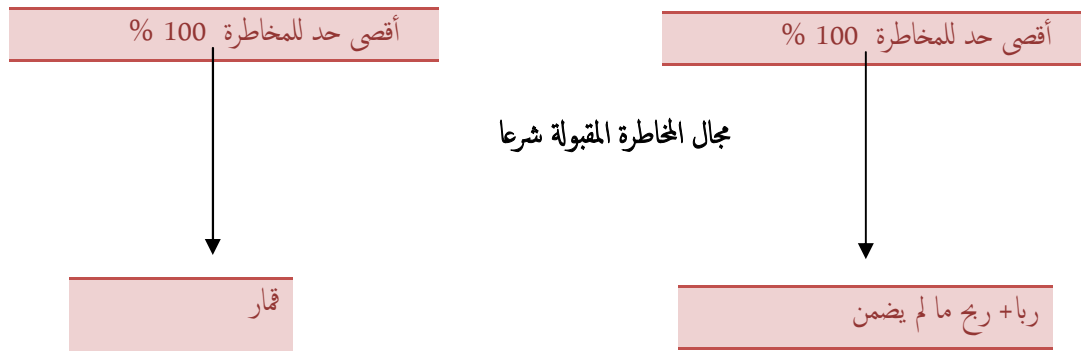 أقصى حد للمخاطرة 100 %
أقصى حد للمخاطرة 100 %
مجال المخاطرة المقبولة شرعا
ربا+ ربح ما لم يضمن
قمار